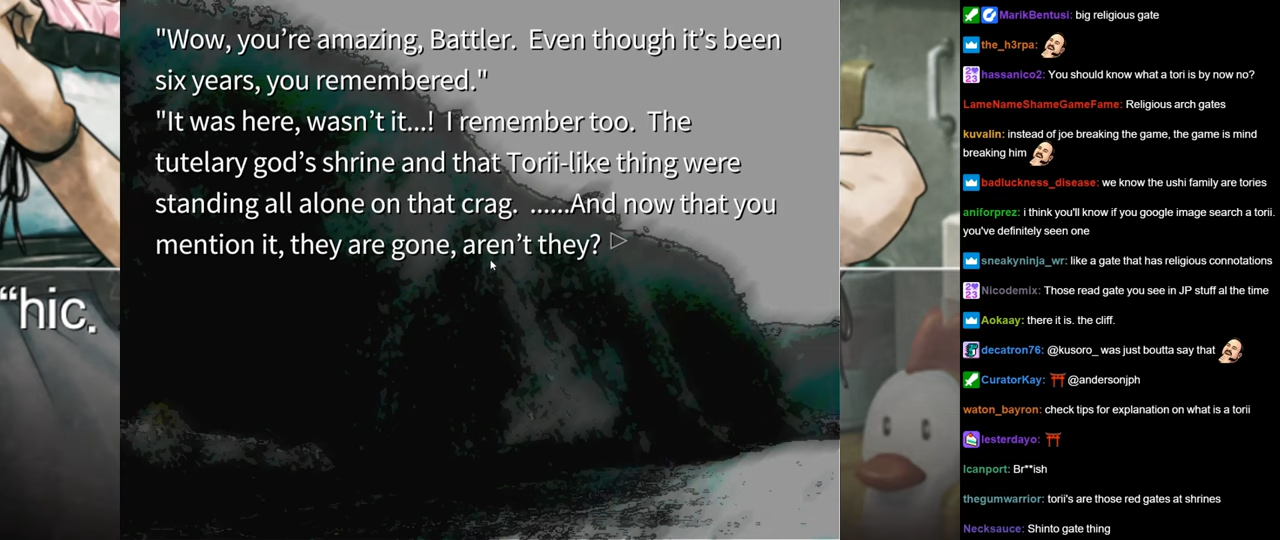 "Wow, you're amazing, Battler.  Even though it's been
six years, you remembered."
"It was here, wasn't it...!  I remember too.  The
tutelary god's shrine and that Torii-like thing were
standing all alone on that crag.  ......And now that you
mention it, they are gone, aren't they?
"hic.
MarikBentusi: big religious gate
the_h3rpa:
hassanico2: You should know what a tori is by now no?
LameNameShameGameFame: Religious arch gates
kuvalin: instead of joe breaking the game, the game is mind
breaking him
badluckness_disease: we know the ushi family are tories
aniforprez: i think you'll know if you google image search a torii.
you've definitely seen one
sneakyninja_wr: like a gate that has religious connotations
Nicodemix: Those read gate you see in JP stuff al the time
Aokaay: there it is. the cliff.
decatron76: @kusoro_ was just boutta say that
CuratorKay: ⛩️ @andersonjph
waton_bayron: check tips for explanation on what is a torii
lesterdayo: ⛩️
Icanport: Br**ish
thegumwarrior: torii's are those red gates at shrines
Necksauce: Shinto gate thing